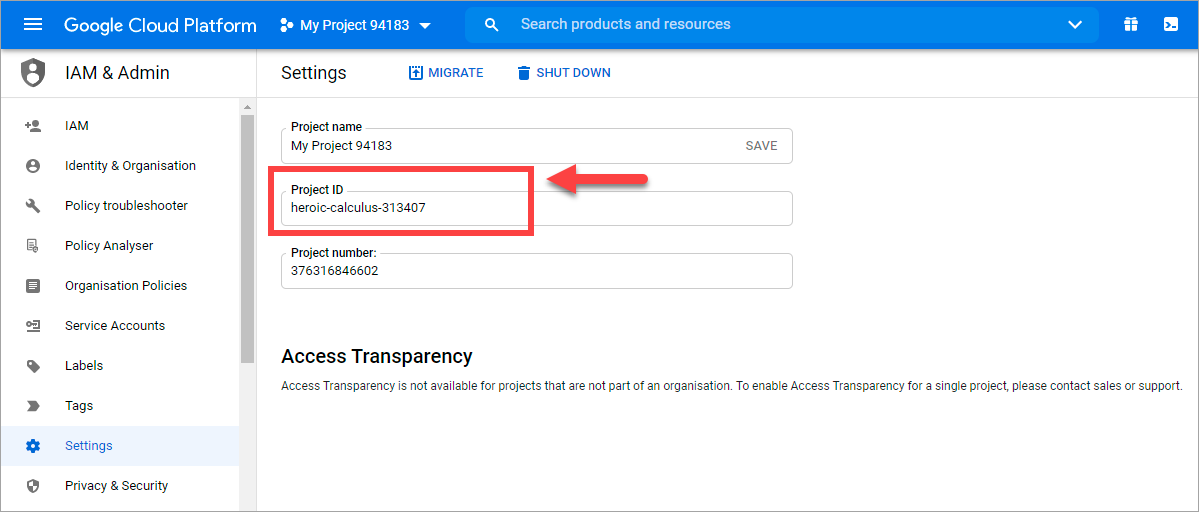 Google Cloud Platform My Project 94183 Search products and resources
IAM & Admin
Settings MIGRATE SHUT DOWN
IAM
Identity & Organisation
Policy troubleshooter
Policy Analyser
Organisation Policies
Service Accounts
Labels
Tags
Settings
Privacy & Security
Project name
My Project 94183 SAVE
Project ID
heroic-calculus-313407
Project number:
376316846602
Access Transparency
Access Transparency is not available for projects that are not part of an organisation. To enable Access Transparency for a single project, please contact sales or support.